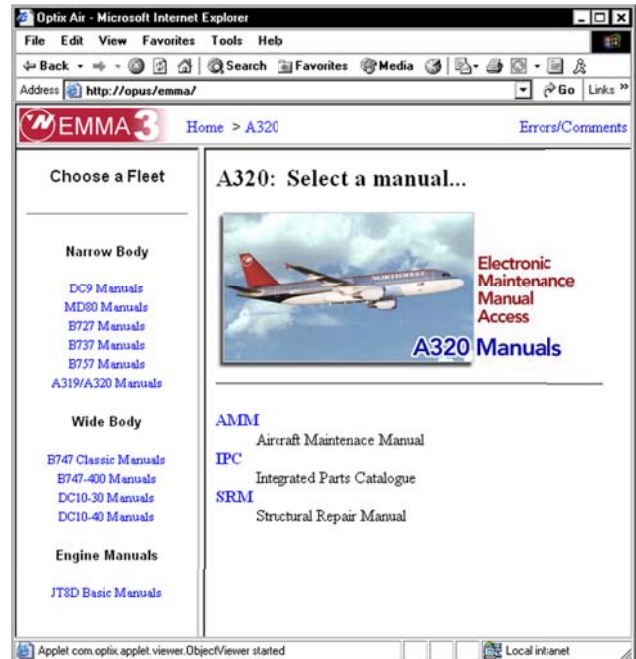 Optix Air - Microsoft Internet Explorer
File Edit View Favorites Tools Help
Back Search Favorites Media
Address http://opus/emma/ Go Links »
EMMA3 Home > A320 Errors/Comments
Choose a Fleet
Narrow Body
DC9 Manuals
MD80 Manuals
B727 Manuals
B737 Manuals
B757 Manuals
A319/A320 Manuals
Wide Body
B747 Classic Manuals
B747-400 Manuals
DC10-30 Manuals
DC10-40 Manuals
Engine Manuals
JT8D Basic Manuals
A320: Select a manual...
NORTHWEST
Electronic
Maintenance
Manual
Access
A320 Manuals
AMM
Aircraft Maintenace Manual
IPC
Integrated Parts Catalogue
SRM
Structural Repair Manual
Applet com.optix.applet.viewer.ObjectViewer started Local intranet